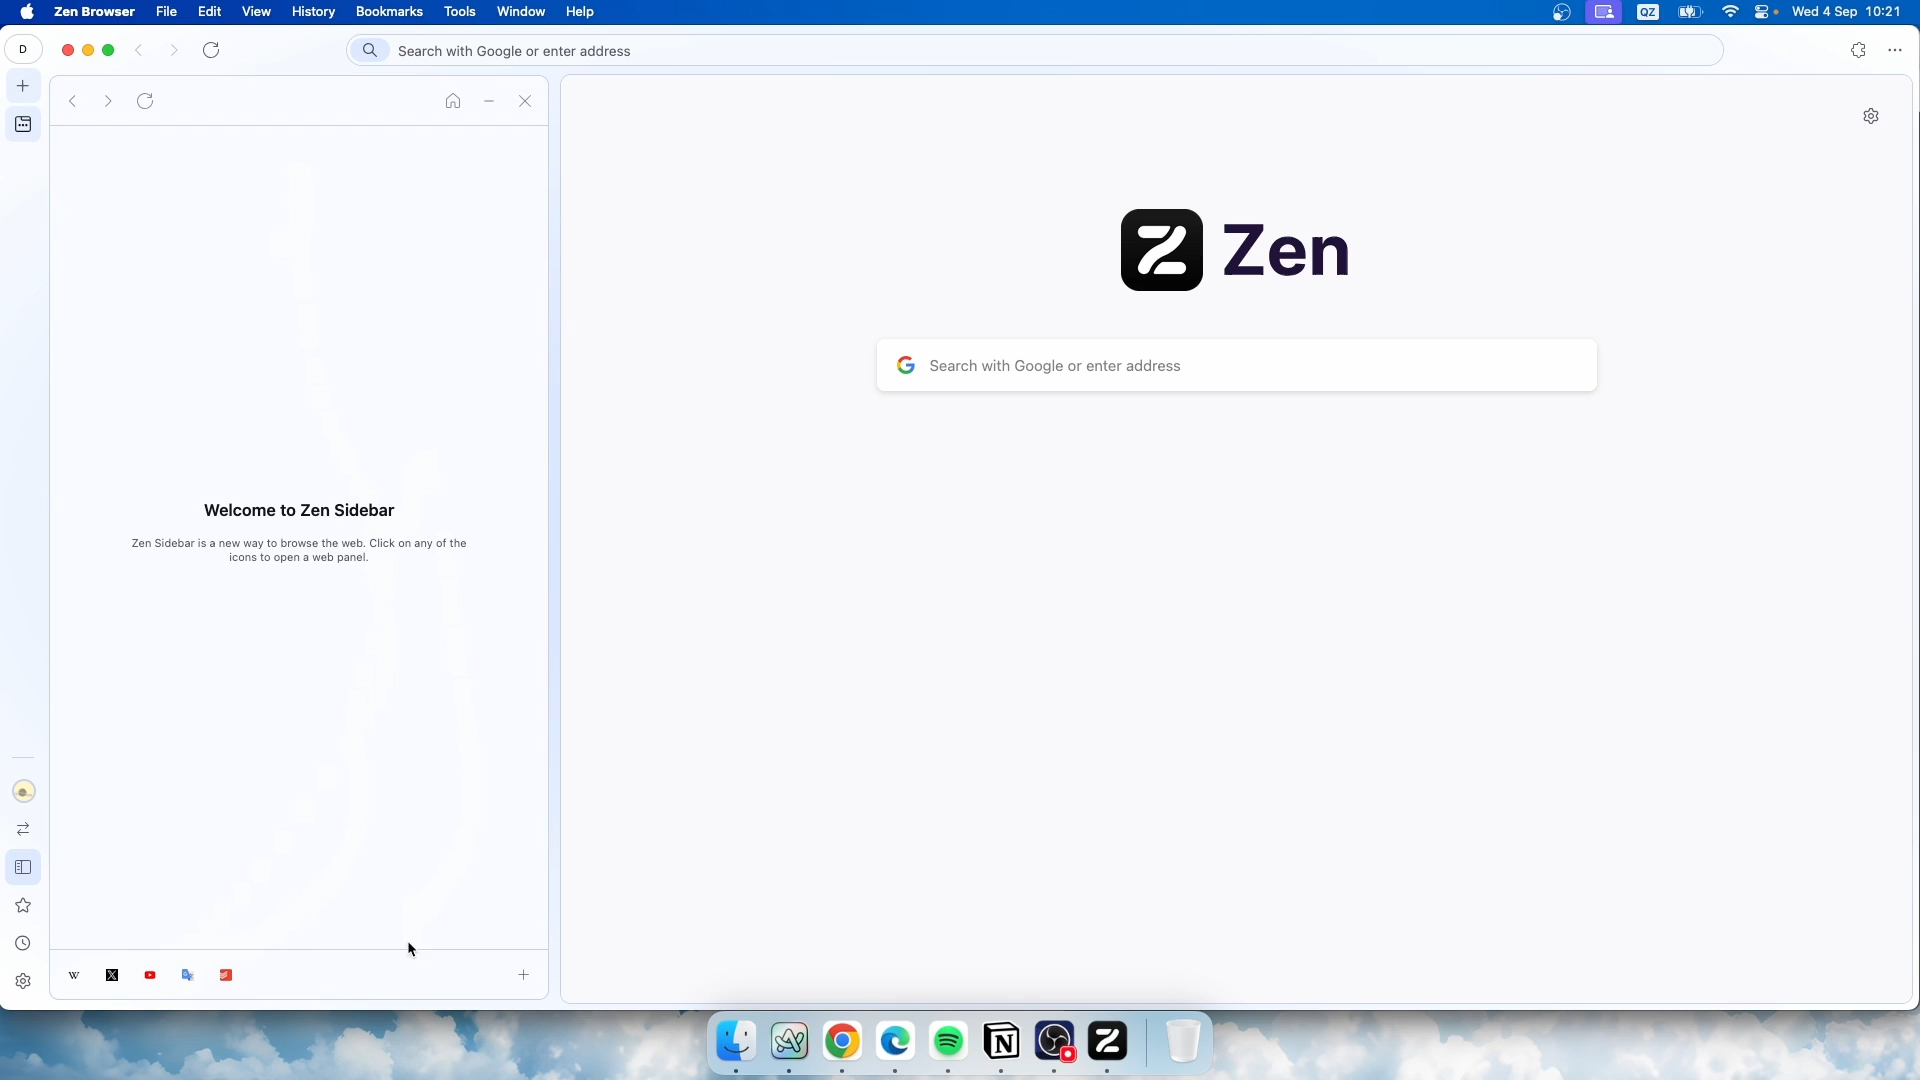 Zen Browser File Edit View History Bookmarks Tools Window Help QZ Wed 4 Sep 10:21
D Search with Google or enter address
Zen
Search with Google or enter address
Welcome to Zen Sidebar
Zen Sidebar is a new way to browse the web. Click on any of the
icons to open a web panel.
W X